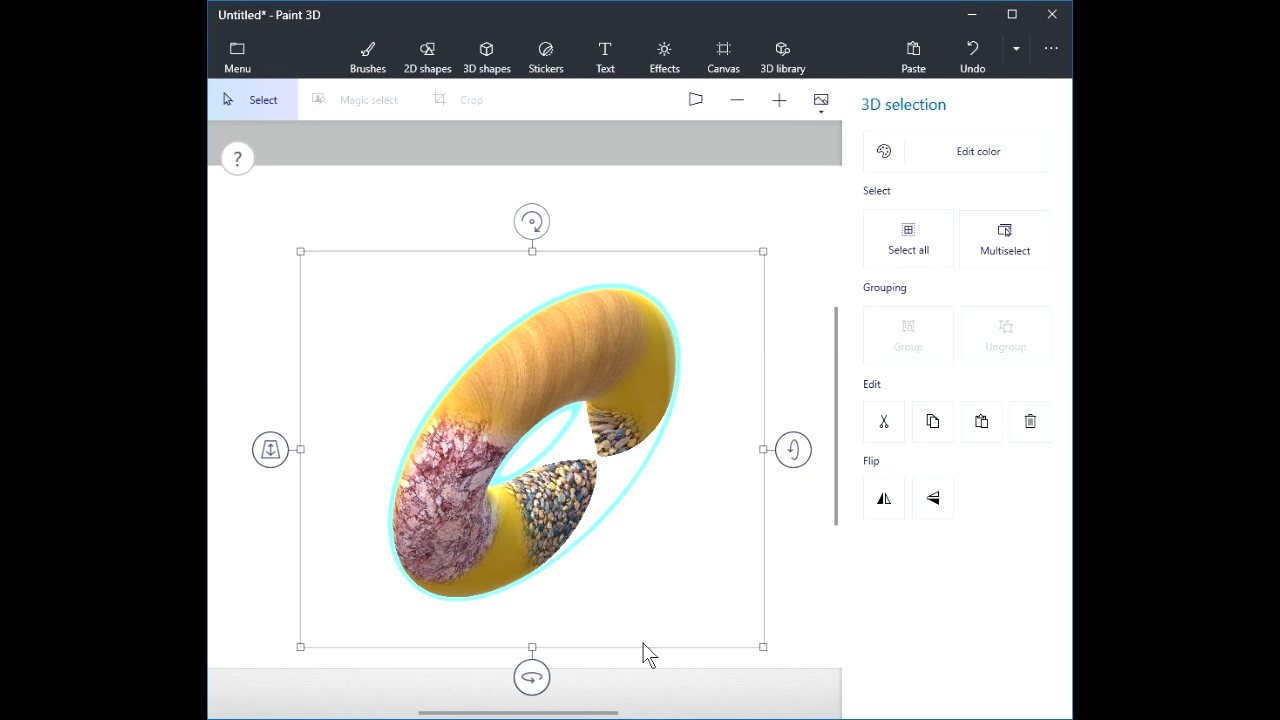 Untitled* - Paint 3D
Menu
Brushes
2D shapes
3D shapes
Stickers
Text
Effects
Canvas
3D library
Paste
Undo
Select
Magic select
Crop
?
3D selection
Edit color
Select
Select all
Multiselect
Grouping
Group
Ungroup
Edit
Flip